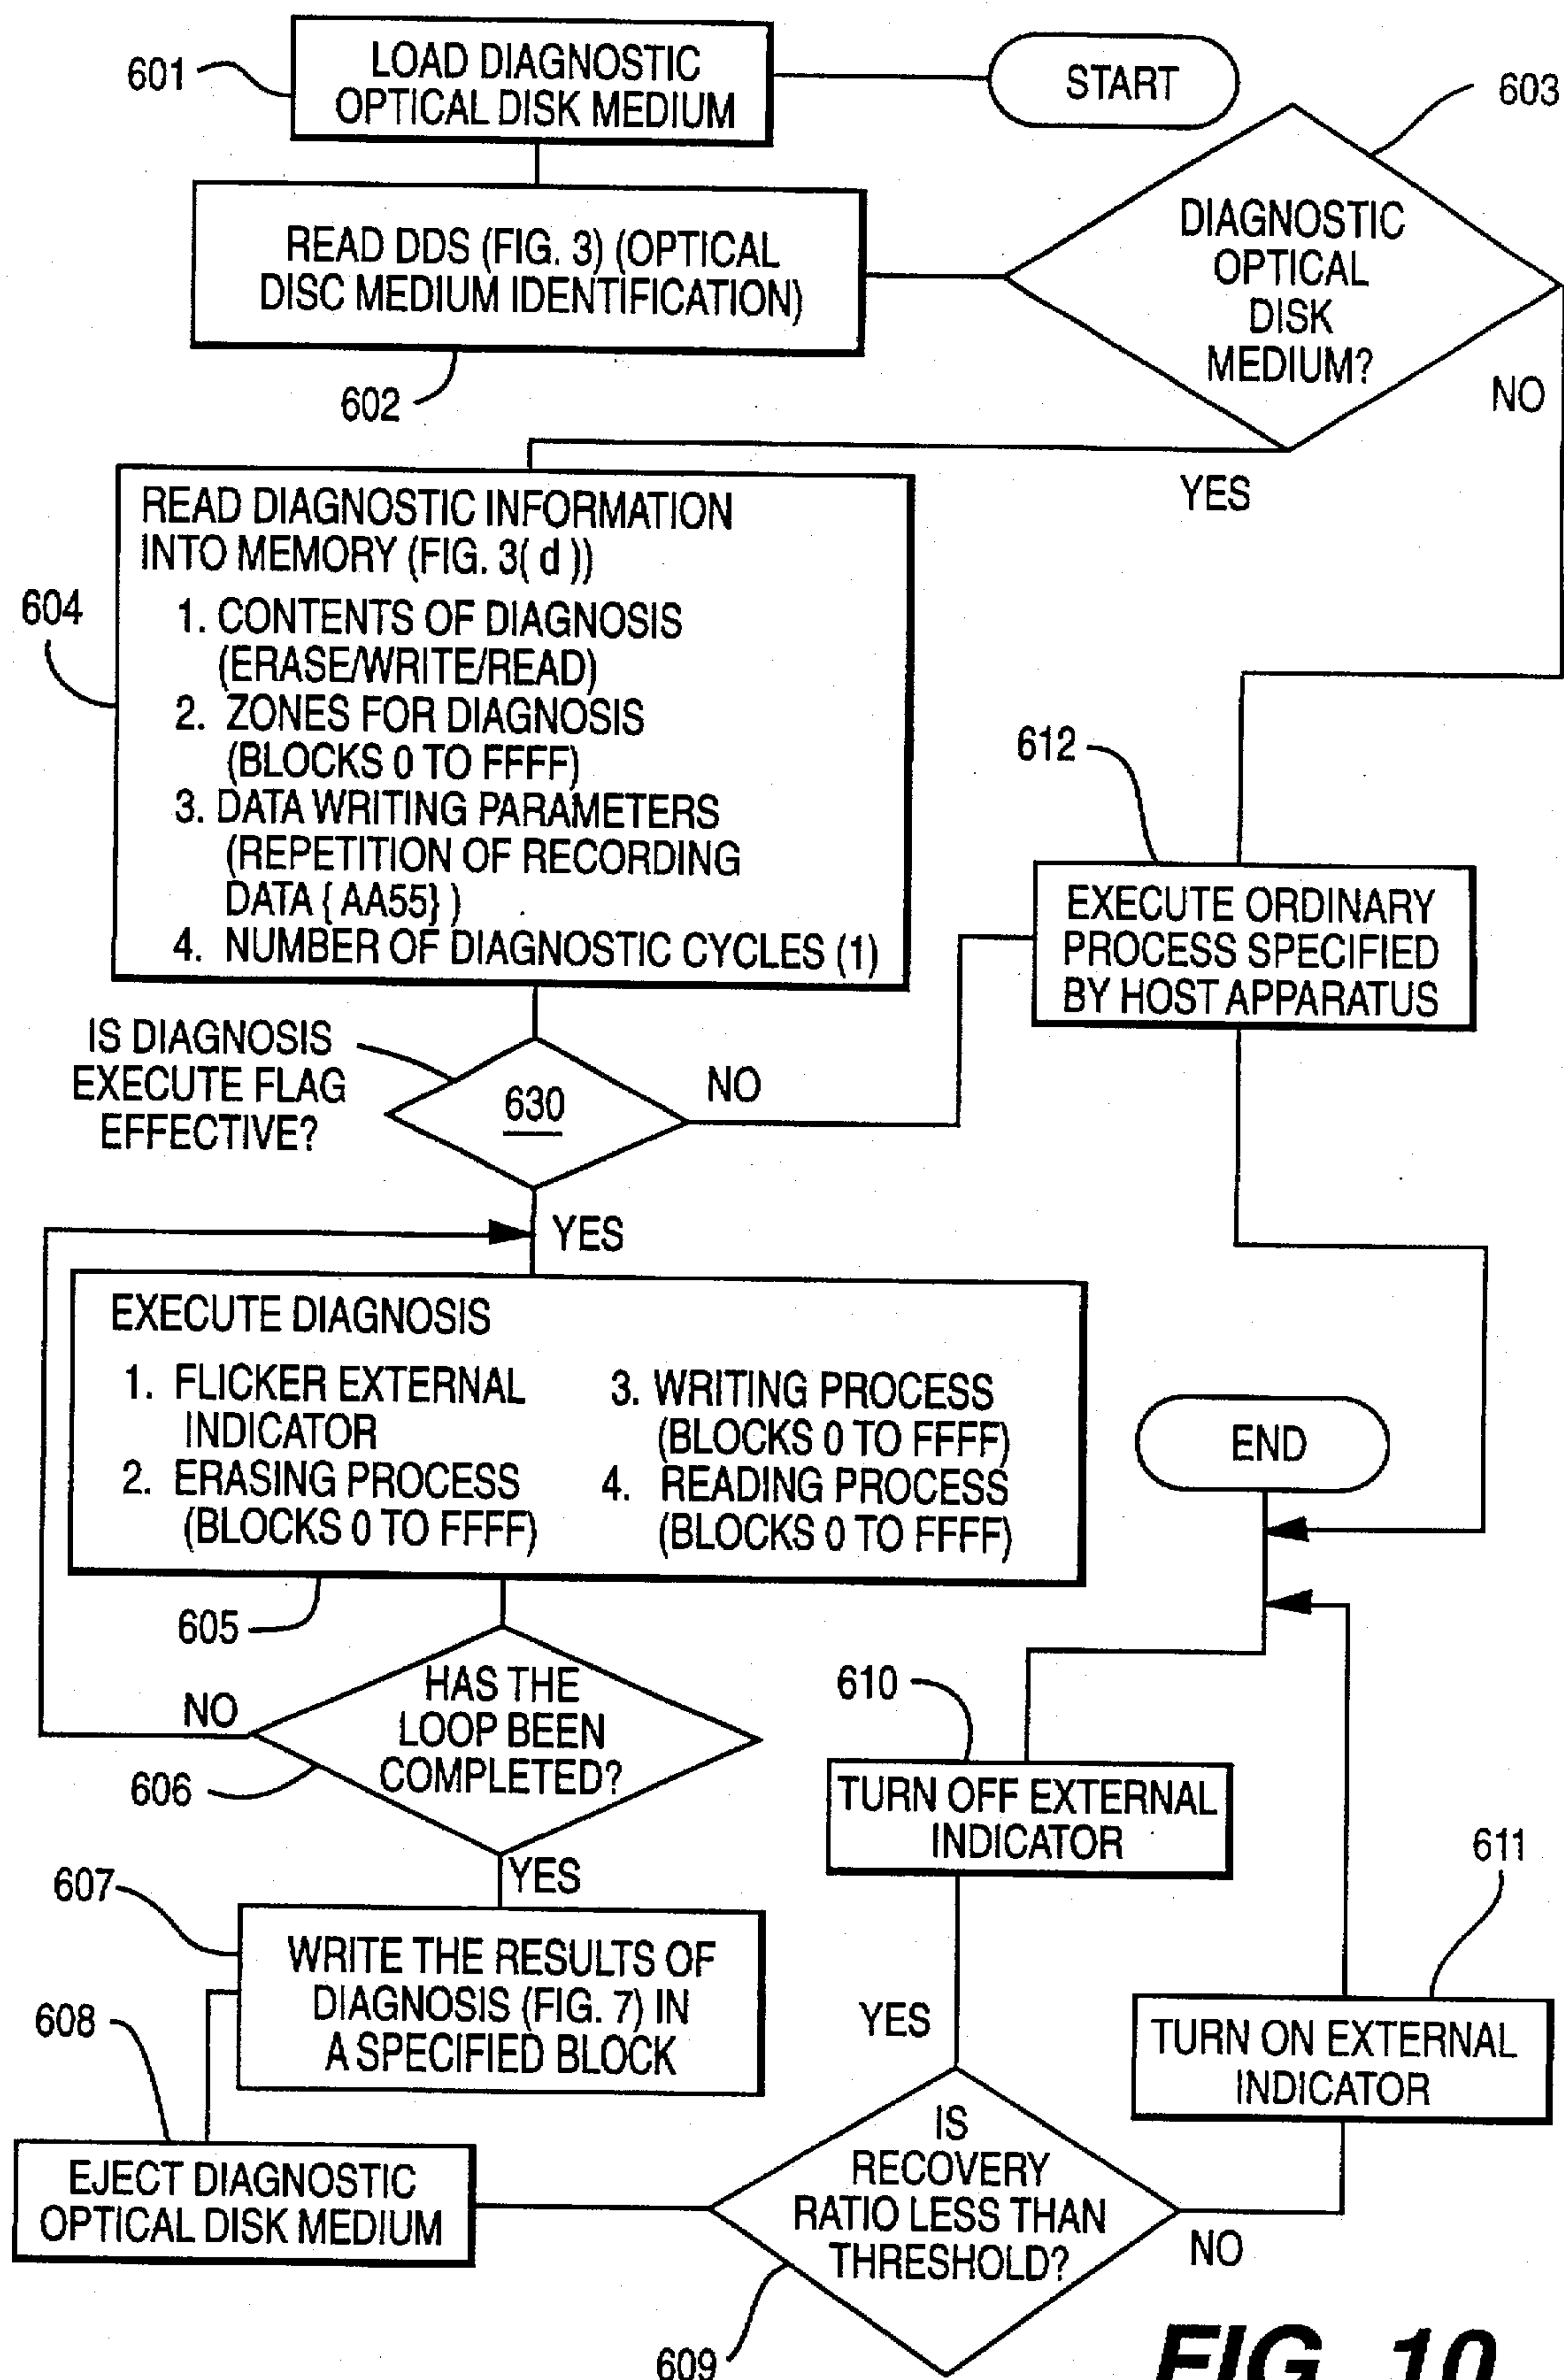 601
LOAD DIAGNOSTIC
OPTICAL DISK MEDIUM
START
603
READ DDS (FIG. 3) (OPTICAL
DISC MEDIUM IDENTIFICATION)
602
DIAGNOSTIC
OPTICAL
DISK
MEDIUM?
NO
YES
604
READ DIAGNOSTIC INFORMATION
INTO MEMORY (FIG. 3( d ))
1. CONTENTS OF DIAGNOSIS
(ERASE/WRITE/READ)
2. ZONES FOR DIAGNOSIS
(BLOCKS 0 TO FFFF)
3. DATA WRITING PARAMETERS
(REPETITION OF RECORDING
DATA { AA55} )
4. NUMBER OF DIAGNOSTIC CYCLES (1)
612
EXECUTE ORDINARY
PROCESS SPECIFIED
BY HOST APPARATUS
IS DIAGNOSIS
EXECUTE FLAG
EFFECTIVE?
630
NO
YES
EXECUTE DIAGNOSIS
1. FLICKER EXTERNAL
INDICATOR
2. ERASING PROCESS
(BLOCKS 0 TO FFFF)
3. WRITING PROCESS
(BLOCKS 0 TO FFFF)
4. READING PROCESS
(BLOCKS 0 TO FFFF)
END
605
HAS THE
LOOP BEEN
COMPLETED?
NO
606
YES
610
TURN OFF EXTERNAL
INDICATOR
611
607
WRITE THE RESULTS OF
DIAGNOSIS (FIG. 7) IN
A SPECIFIED BLOCK
YES
TURN ON EXTERNAL
INDICATOR
608
EJECT DIAGNOSTIC
OPTICAL DISK MEDIUM
IS
RECOVERY
RATIO LESS THAN
THRESHOLD?
NO
609
FIG. 10